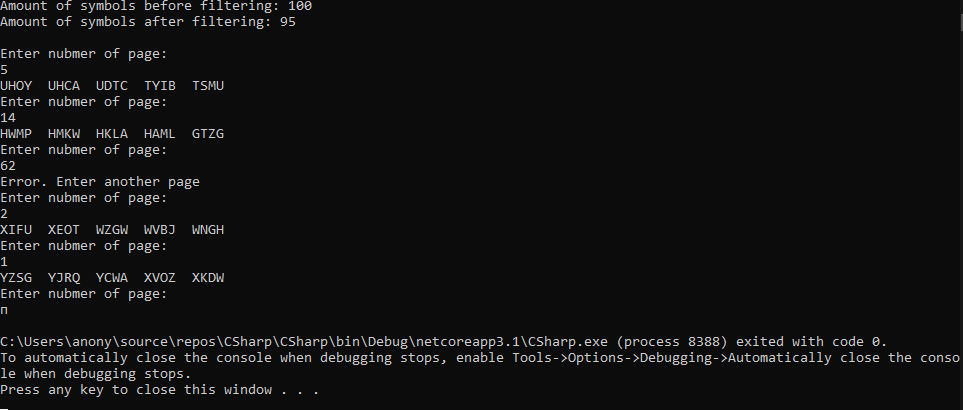 Amount of symbols before filtering: 100
Amount of symbols after filtering: 95
Enter nubmer of page:
5
UHOY  UHCA  UDTC  TYIB  TSMU
Enter nubmer of page:
14
HWMP  HMKW  HKLA  HAML  GTZG
Enter nubmer of page:
62
Error. Enter another page
Enter nubmer of page:
2
XIFU  XEOT  WZGW  WVBJ  WNGH
Enter nubmer of page:
1
YZSG  YJRQ  YCWA  XVOZ  XKDW
Enter nubmer of page:
п
C:\Users\anony\source\repos\CSharp\CSharp\bin\Debug\netcoreapp3.1\CSharp.exe (process 8388) exited with code 0.
To automatically close the console when debugging stops, enable Tools->Options->Debugging->Automatically close the conso
le when debugging stops.
Press any key to close this window . . .